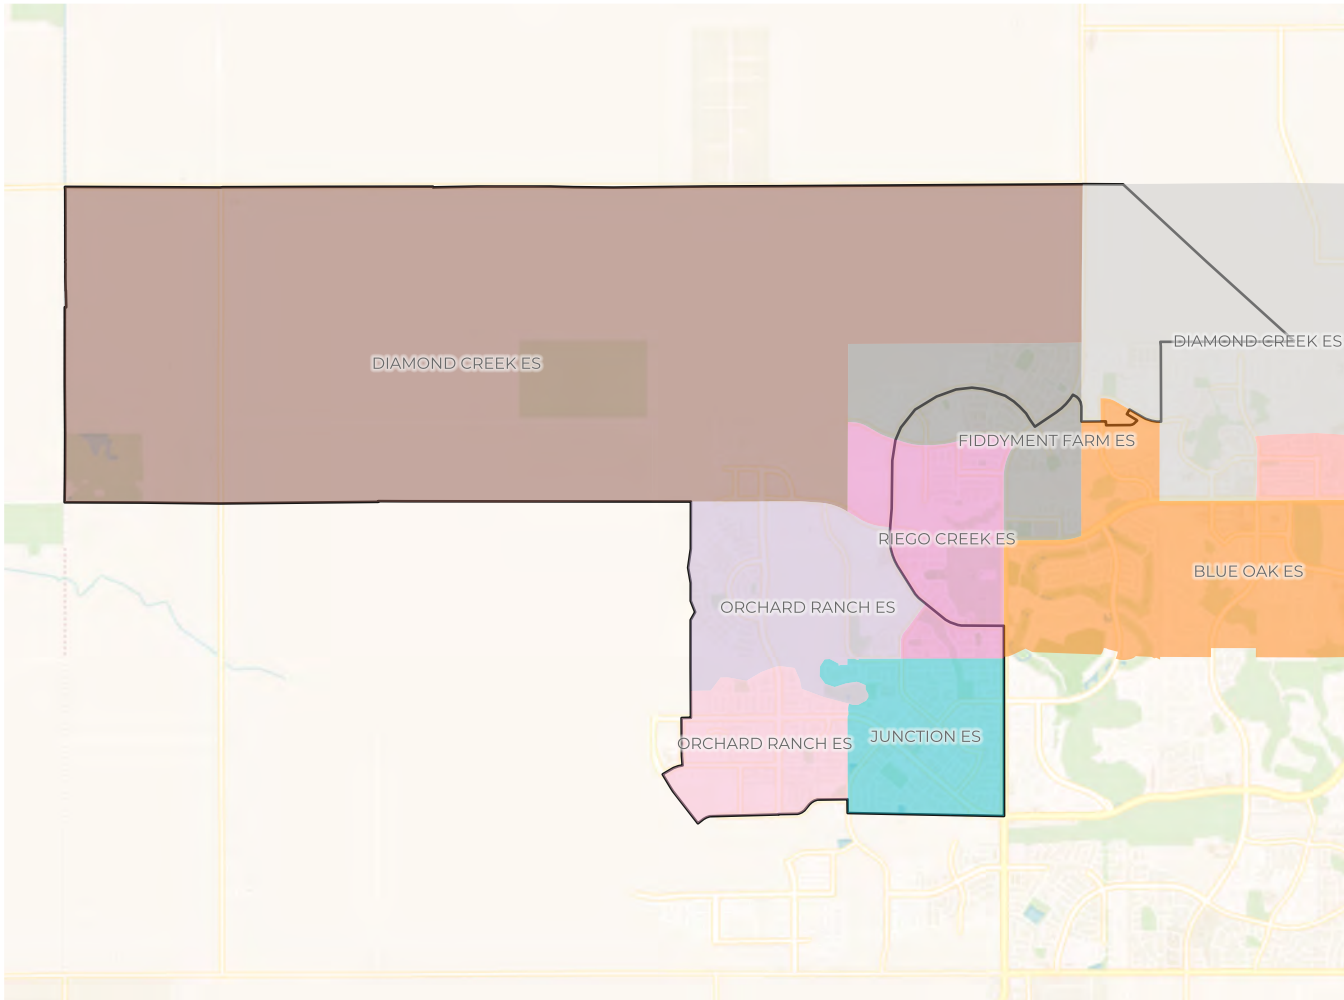 DIAMOND CREEK ES
DIAMOND CREEK ES
FIDDYMENT FARM ES
RIEGO CREEK ES
BLUE OAK ES
ORCHARD RANCH ES
JUNCTION ES
ORCHARD RANCH ES